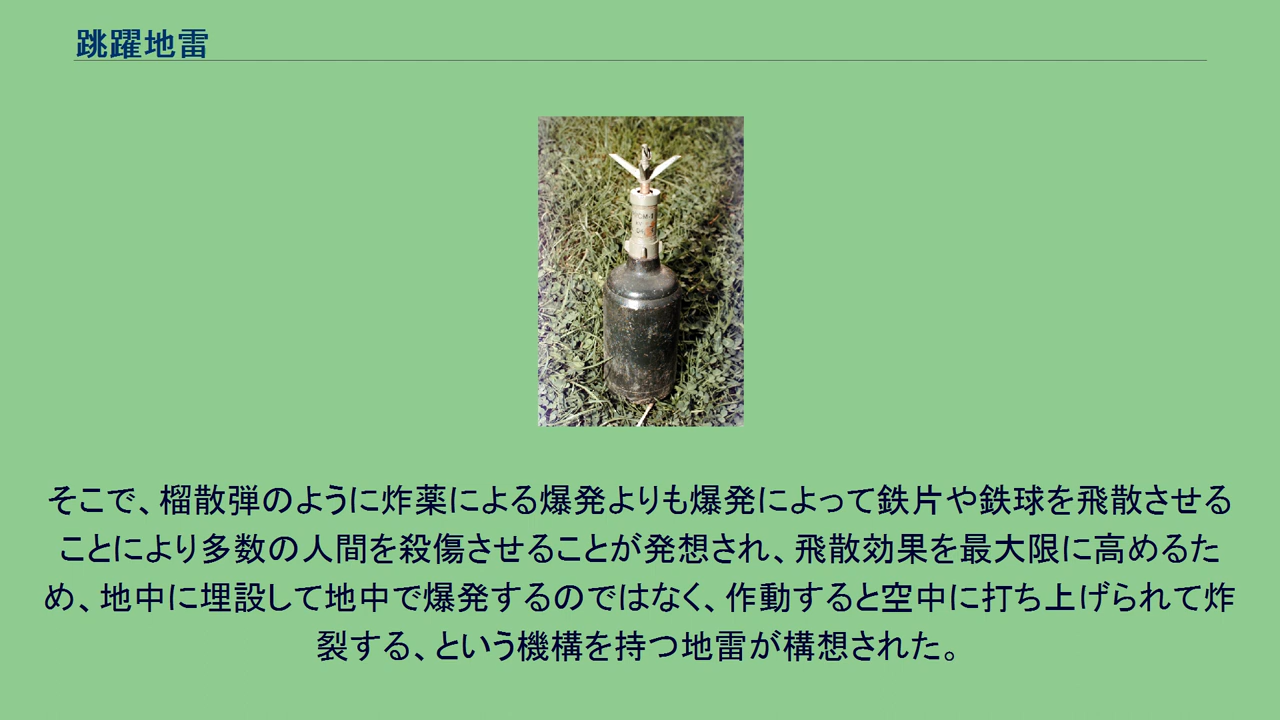 跳躍地雷
そこで、榴散弾のように炸薬による爆発よりも爆発によって鉄片や鉄球を飛散させる
ことにより多数の人間を殺傷させることが発想され、飛散効果を最大限に高めるた
め、地中に埋設して地中で爆発するのではなく、作動すると空中に打ち上げられて炸
裂する、という機構を持つ地雷が構想された。